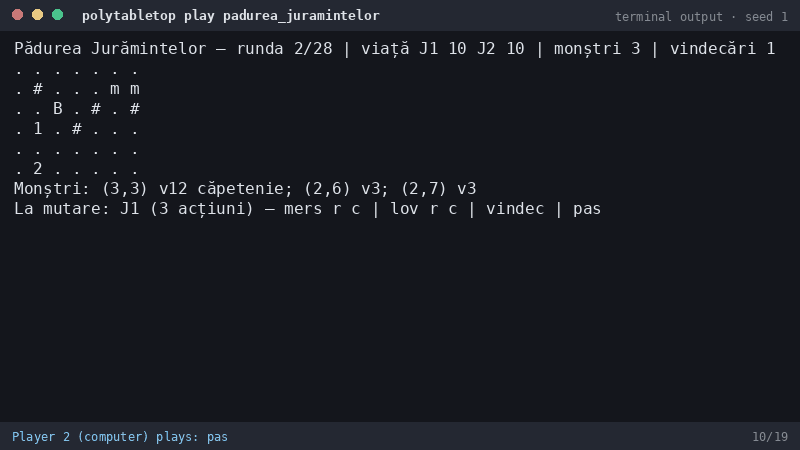 polytabletop play padurea_juramintelor
terminal output · seed 1
Pădurea Jurămintelor — runda 2/28 | viață J1 10 J2 10 | monștri 3 | vindecări 1
. . . . . . .
. # . . . m m
. . B . # . #
. 1 . # . . .
. . . . . . .
. 2 . . . . .
Monștri: (3,3) v12 căpetenie; (2,6) v3; (2,7) v3
La mutare: J1 (3 acțiuni) — mers r c | lov r c | vindec | pas
Player 2 (computer) plays: pas
10/19